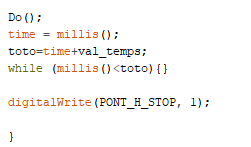 Do();
time = millis();
toto=time+val_temps;
while (millis()<toto){}
digitalWrite(PONT_H_STOP, 1);
}